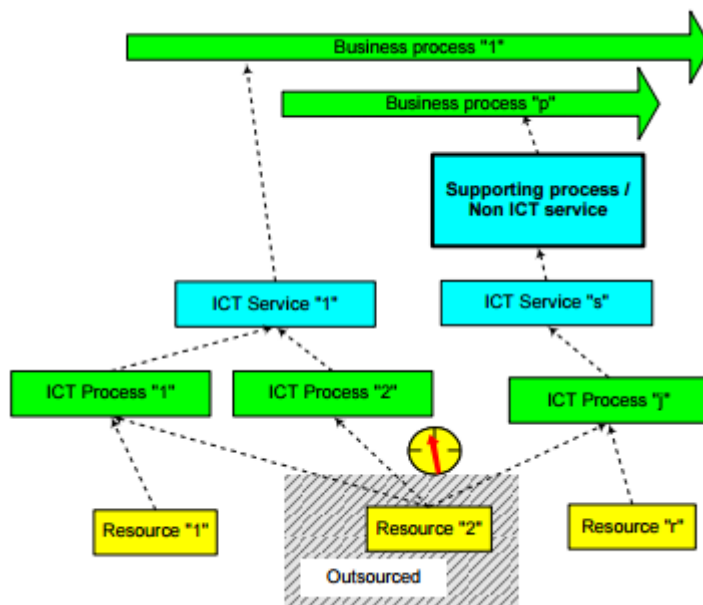 Business process "1"
Business process "p"
Supporting process /
Non ICT service
ICT Service "1"
ICT Service "s"
ICT Process "1"
ICT Process "2"
ICT Process "j"
Resource "1"
Resource "2"
Resource "r"
Outsourced